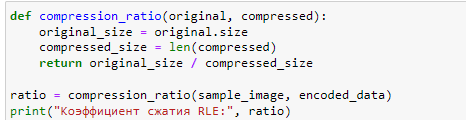 def compression_ratio(original, compressed):
    original_size = original.size
    compressed_size = len(compressed)
    return original_size / compressed_size
ratio = compression_ratio(sample_image, encoded_data)
print("Коэффициент сжатия RLE:", ratio)